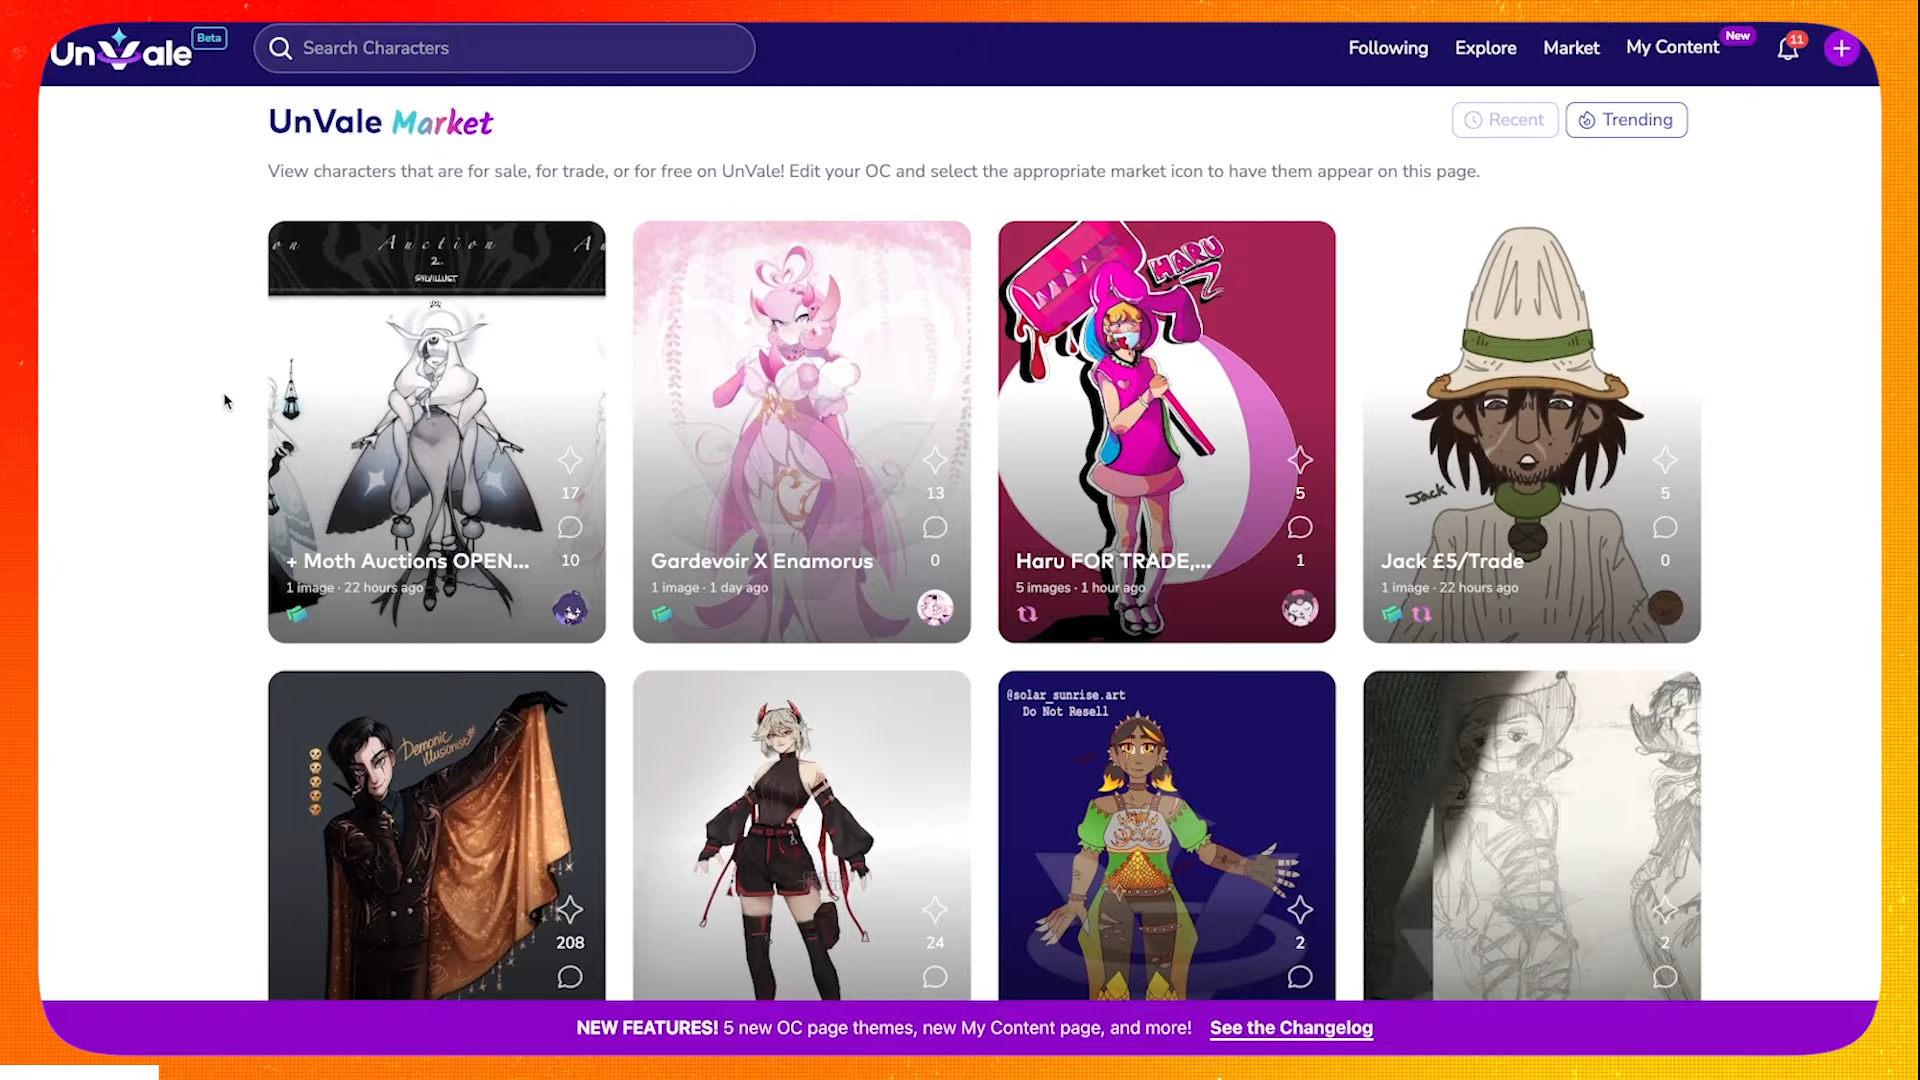 UnVale Beta
Search Characters
Following Explore Market My Content New 11
UnVale Market
Recent Trending
View characters that are for sale, for trade, or for free on UnVale! Edit your OC and select the appropriate market icon to have them appear on this page.
on Auction Au
2.
SYLVILLUST
17
10
+ Moth Auctions OPEN...
1 image · 22 hours ago
13
0
Gardevoir X Enamorus
1 image · 1 day ago
HARU
5
1
Haru FOR TRADE,...
5 images · 1 hour ago
Jack
5
0
Jack £5/Trade
1 image · 22 hours ago
Demonic
illusionist
208
24
@solar_sunrise.art
Do Not Resell
2
2
NEW FEATURES! 5 new OC page themes, new My Content page, and more! See the Changelog